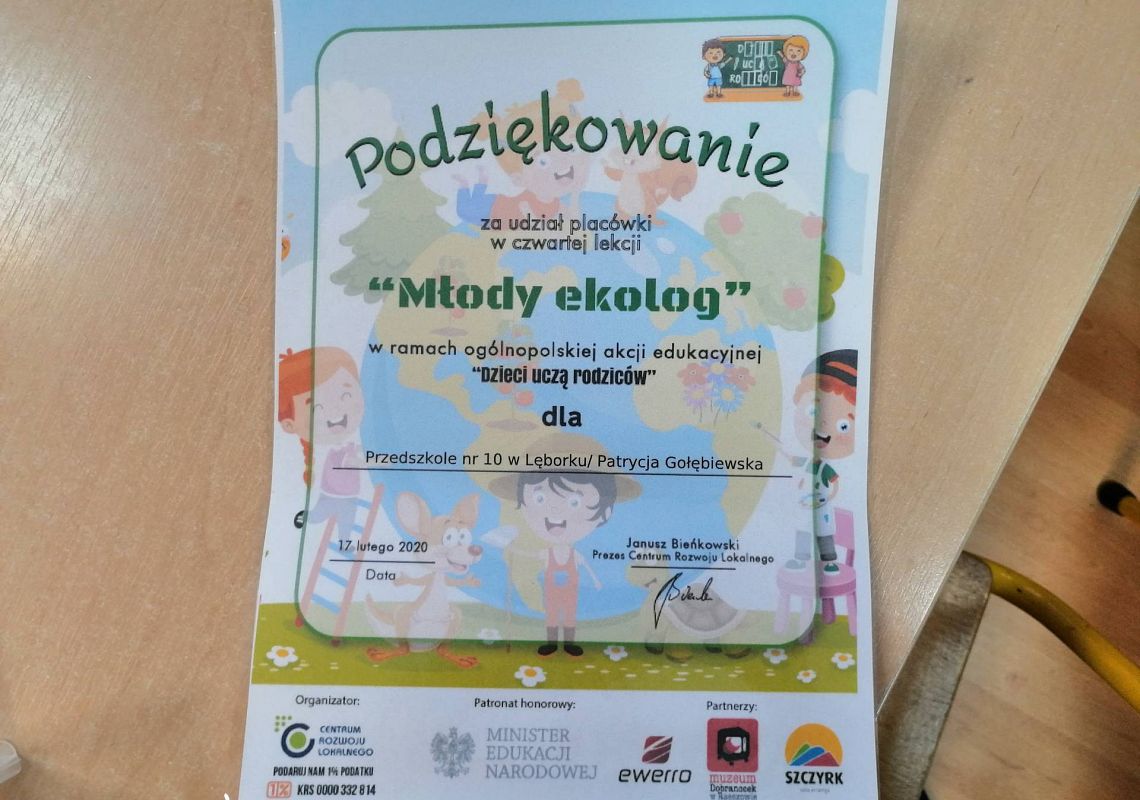 Podziękowanie
za udział placówki
w czwartej lekcji
“Młody ekolog”
w ramach ogólnopolskiej akcji edukacyjnej
“Dzieci uczą rodziców”
dla
Przedszkole nr 10 w Lęborku/ Patrycja Gołębiewska
17 lutego 2020
Data
Janusz Bieńkowski
Prezes Centrum Rozwoju Lokalnego
Organizator:
CENTRUM
ROZWOJU
LOKALNEGO
PODARUJ NAM 1% PODATKU
1% KRS 0000 332 814
Patronat honorowy:
MINISTER
EDUKACJI
NARODOWEJ
Partnerzy:
ewerro
muzeum
Dobranocek
w Rzeszowie
SZCZYRK